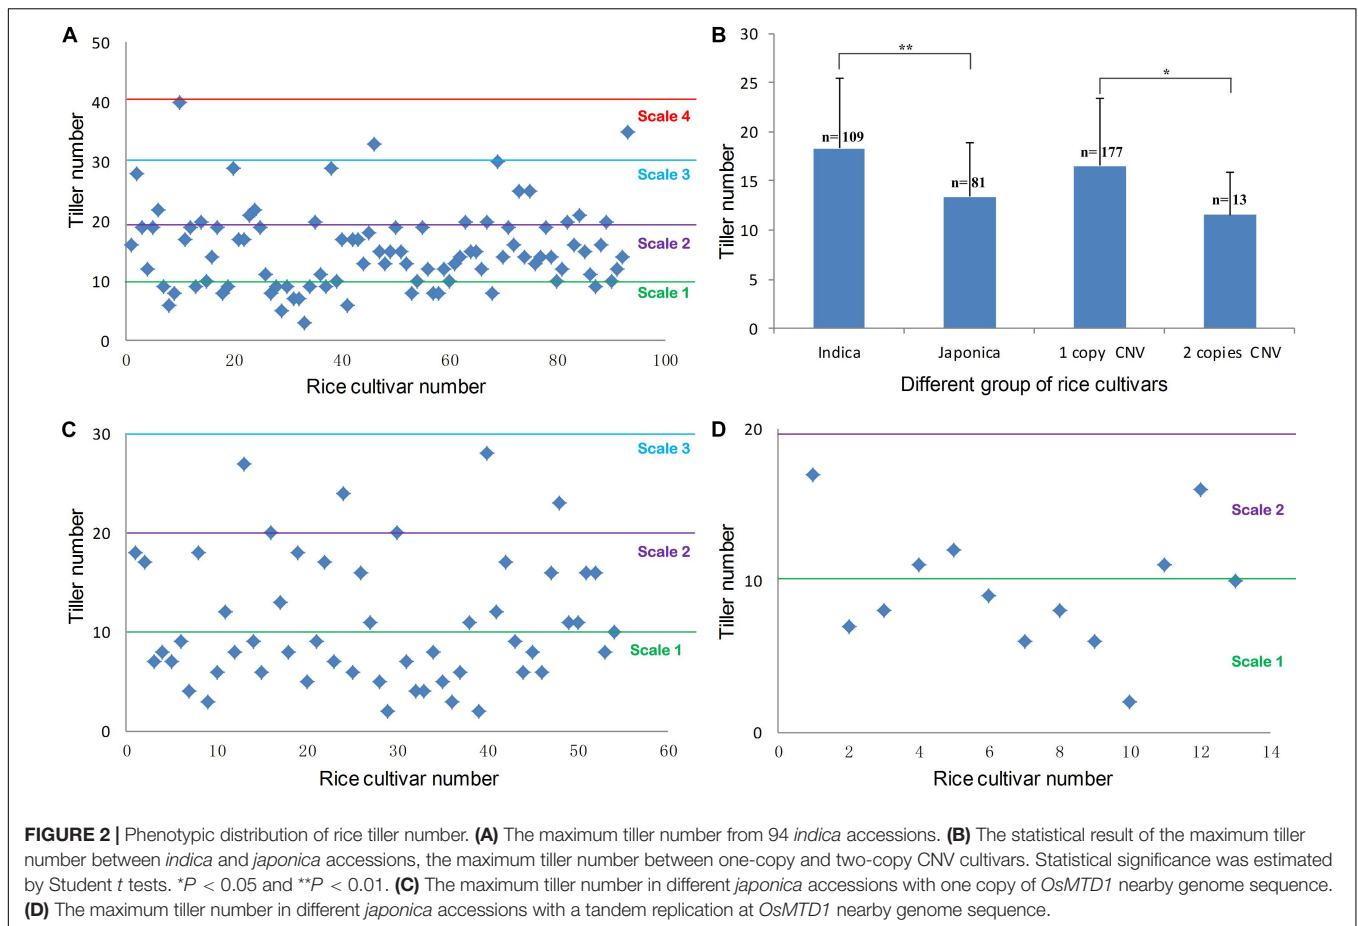 A
50
40
30
20
10
0
Tiller number
Scale 4
Scale 3
Scale 2
Scale 1
0 20 40 60 80 100
Rice cultivar number
B
30
25
20
15
10
5
0
Tiller number
**
*
n= 109
n= 81
n= 177
n= 13
Indica Japonica 1 copy CNV 2 copies CNV
Different group of rice cultivars
C
30
20
10
0
Tiller number
Scale 3
Scale 2
Scale 1
0 10 20 30 40 50 60
Rice cultivar number
D
20
10
0
Tiller number
Scale 2
Scale 1
0 2 4 6 8 10 12 14
Rice cultivar number
FIGURE 2 | Phenotypic distribution of rice tiller number. (A) The maximum tiller number from 94 indica accessions. (B) The statistical result of the maximum tiller
number between indica and japonica accessions, the maximum tiller number between one-copy and two-copy CNV cultivars. Statistical significance was estimated
by Student t tests. *P < 0.05 and **P < 0.01. (C) The maximum tiller number in different japonica accessions with one copy of OsMTD1 nearby genome sequence.
(D) The maximum tiller number in different japonica accessions with a tandem replication at OsMTD1 nearby genome sequence.